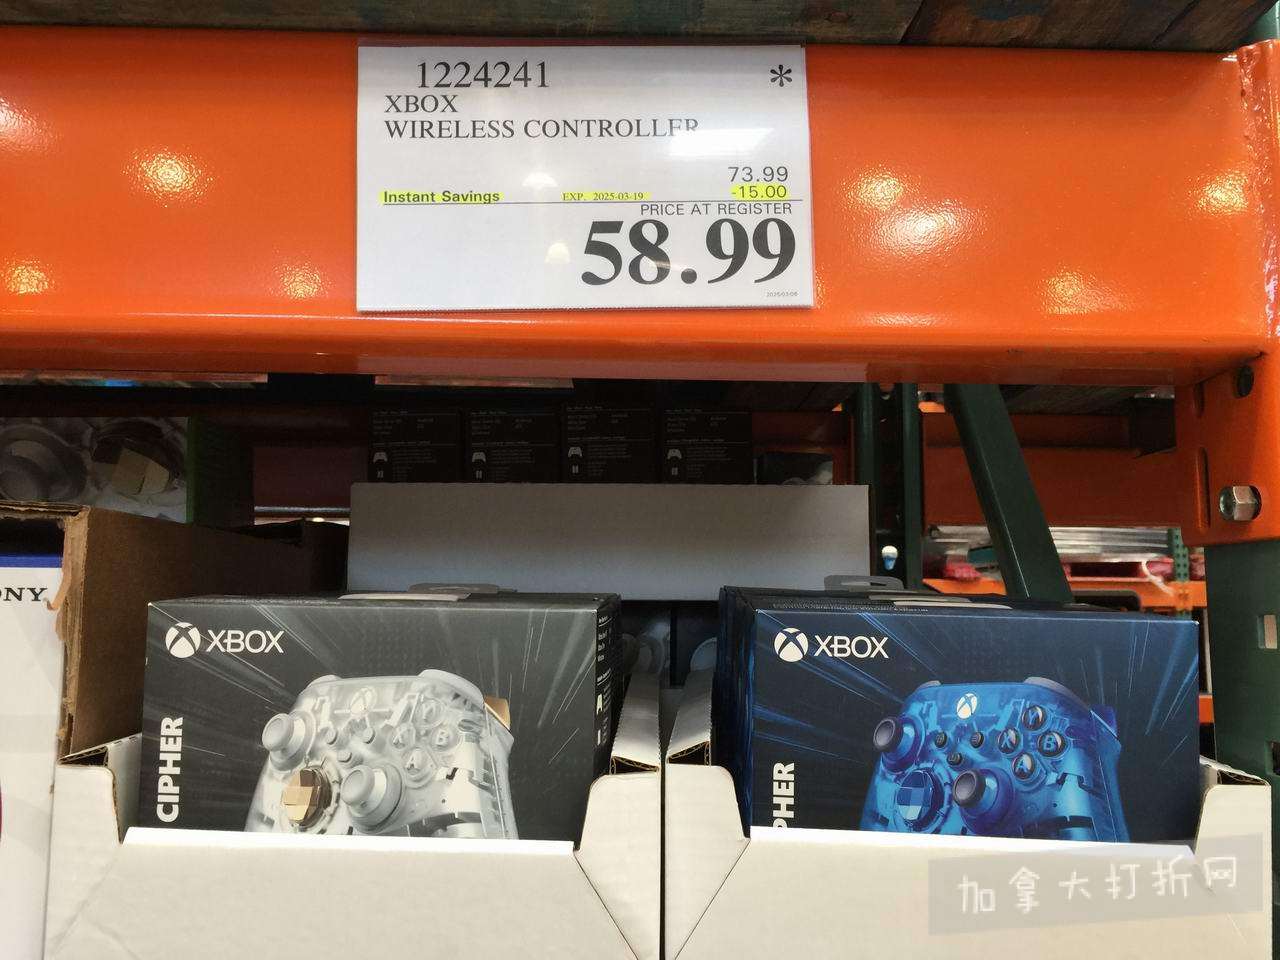 1224241 *
XBOX
WIRELESS CONTROLLER
73.99
Instant Savings EXP. 2025-03-19 -15.00
PRICE AT REGISTER
58.99
XBOX
CIPHER
XBOX
PHER
ONY
加拿大打折网